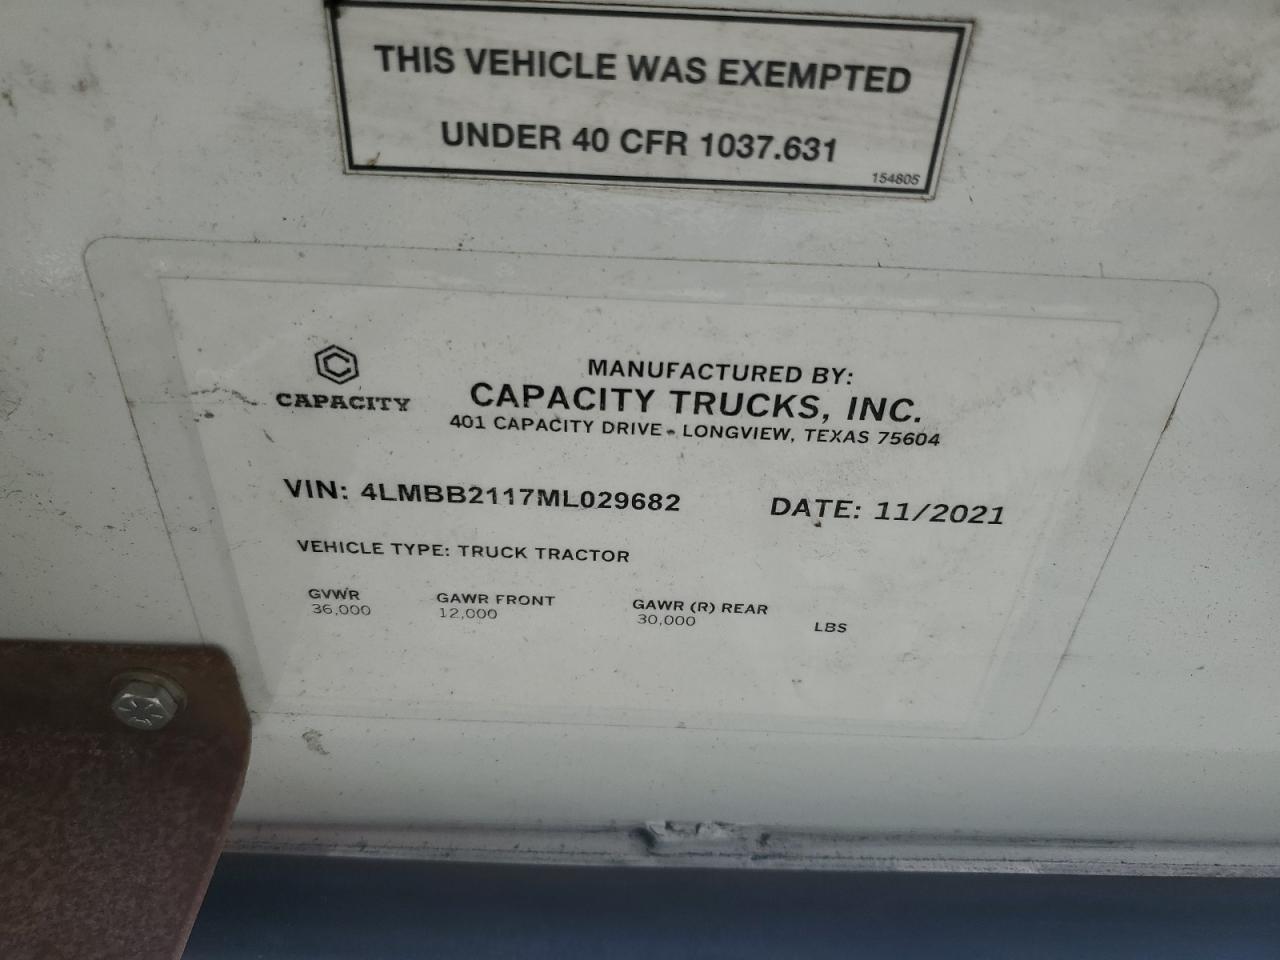 THIS VEHICLE WAS EXEMPTED
UNDER 40 CFR 1037.631
154805
CAPACITY
MANUFACTURED BY:
CAPACITY TRUCKS, INC.
401 CAPACITY DRIVE - LONGVIEW, TEXAS 75604
VIN: 4LMBB2117ML029682 DATE: 11/2021
VEHICLE TYPE: TRUCK TRACTOR
GVWR GAWR FRONT GAWR (R) REAR
36,000 12,000 30,000 LBS